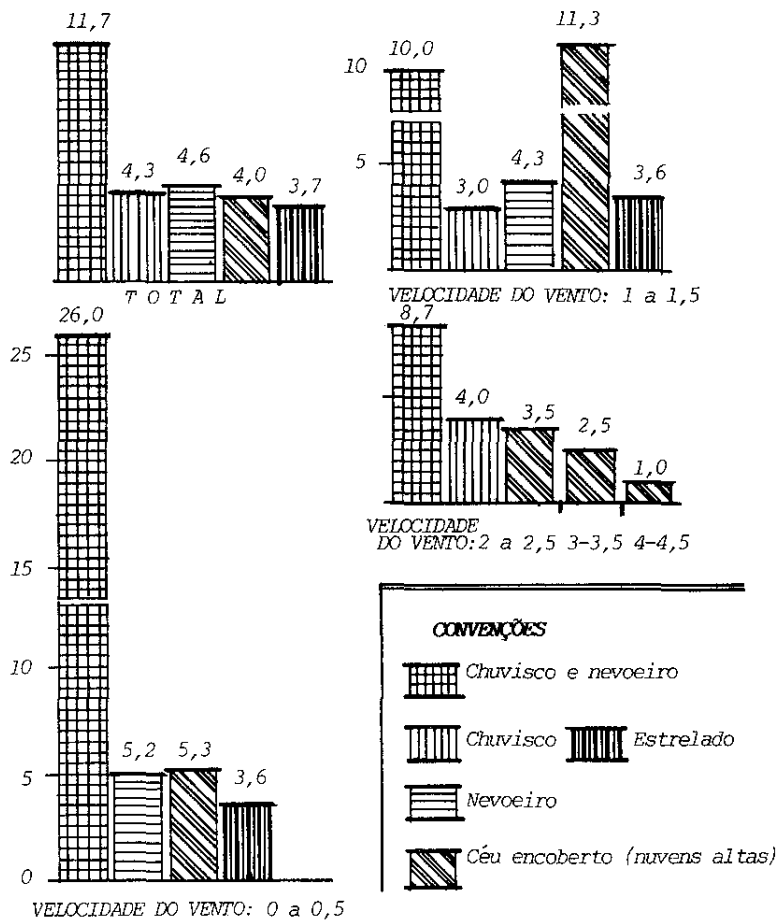 11,7
4,3
4,6
4,0
3,7
T O T A L
10
5
10,0
3,0
4,3
11,3
3,6
VELOCIDADE DO VENTO: 1 a 1,5
26,0
25
20
15
10
5
0
5,2
5,3
3,6
VELOCIDADE DO VENTO: 0 a 0,5
8,7
4,0
3,5
2,5
1,0
VELOCIDADE
DO VENTO: 2 a 2,5 3-3,5 4-4,5
CONVENÇÕES
Chuvisco e nevoeiro
Chuvisco Estrelado
Nevoeiro
Céu encoberto (nuvens altas)